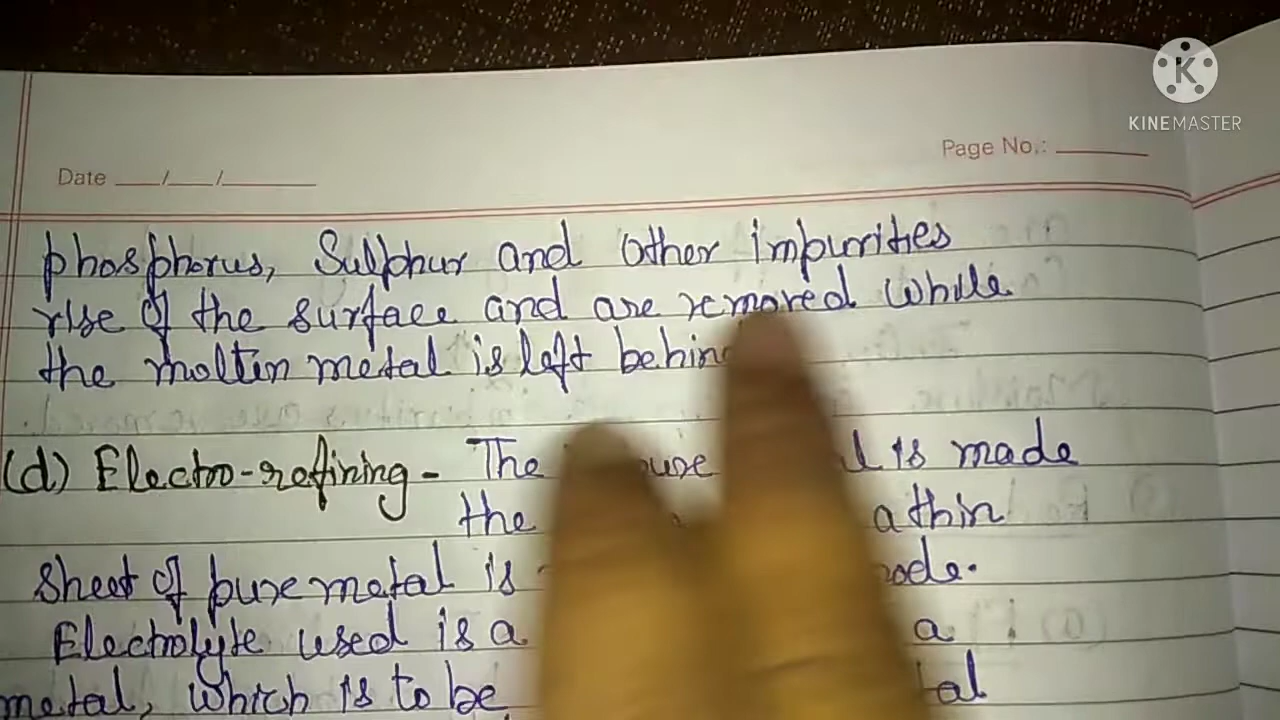 KINEMASTER
Page No.:
Date
phosphorus, Sulphur and other impurities
rise of the surface and are removed while
the molten metal is left
(d) Electro-refining - The is made
the a thin
sheet of pure metal is
Electrolyte used is a a
metal, which is to be